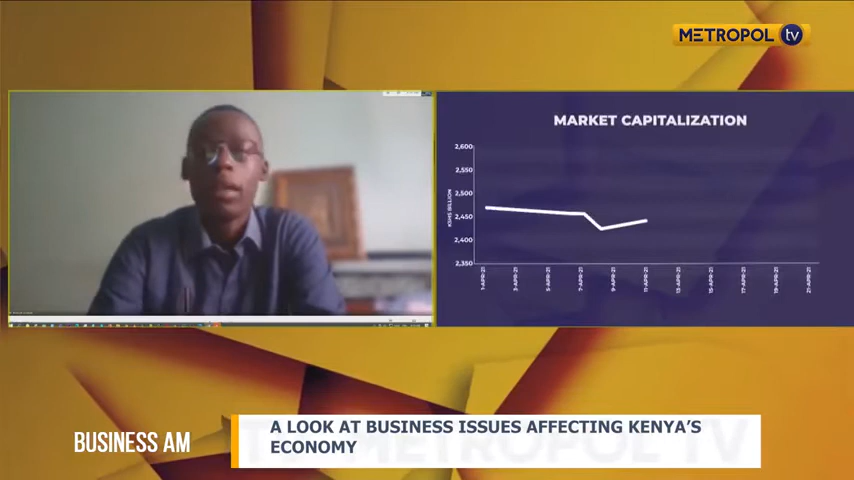 METROPOL tv
MARKET CAPITALIZATION
2,600
2,550
2,500
2,450
2,400
2,350
KSHS BILLION
1-APR-21
3-APR-21
5-APR-21
7-APR-21
9-APR-21
11-APR-21
13-APR-21
15-APR-21
17-APR-21
19-APR-21
21-APR-21
BUSINESS AM
A LOOK AT BUSINESS ISSUES AFFECTING KENYA'S
ECONOMY
METROPOL TV